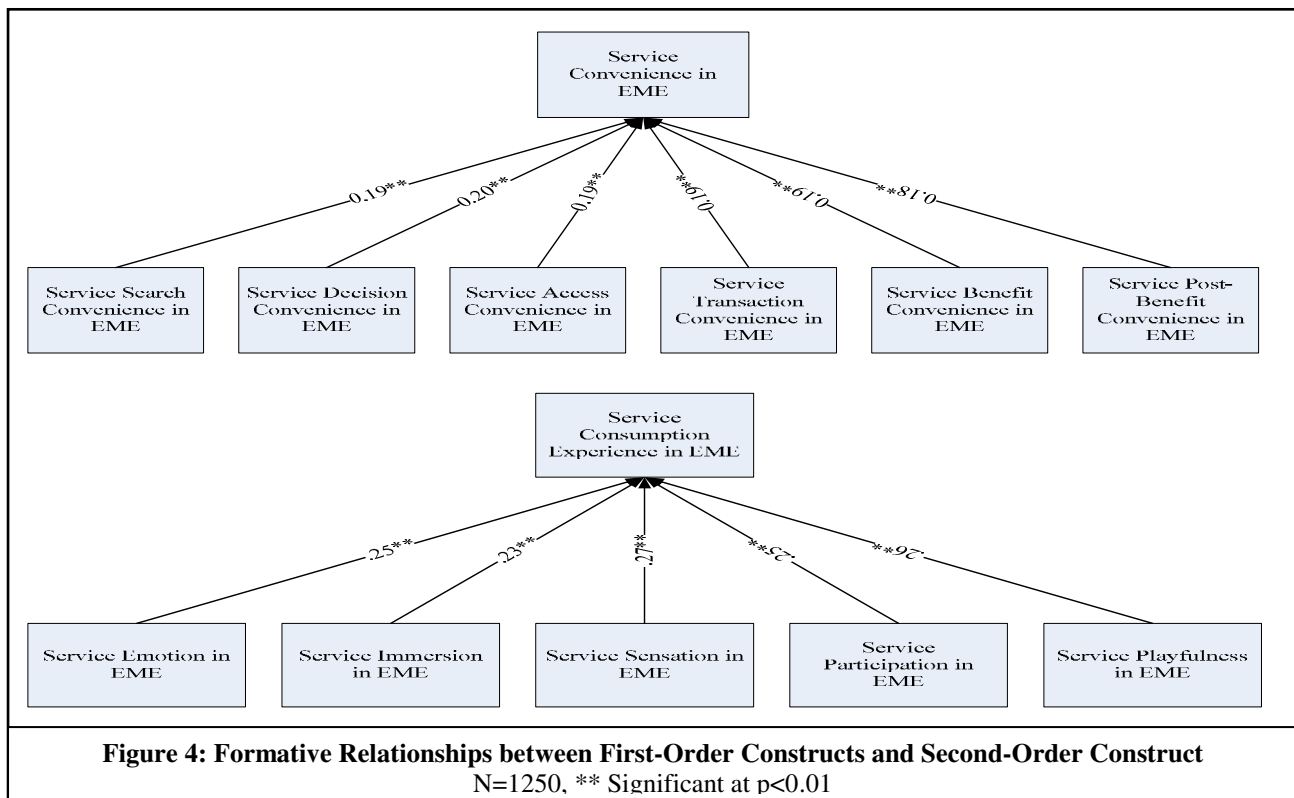 Service
Convenience in
EME
0.19**
0.20**
0.19**
0.19**
0.19**
0.18**
Service Search
Convenience in
EME
Service Decision
Convenience in
EME
Service Access
Convenience in
EME
Service
Transaction
Convenience in
EME
Service Benefit
Convenience in
EME
Service Post-
Benefit
Convenience in
EME
Service
Consumption
Experience in EME
.25**
.23**
.27**
.25**
.26**
Service Emotion in
EME
Service Immersion
in EME
Service Sensation in
EME
Service
Participation in
EME
Service Playfulness
in EME
Figure 4: Formative Relationships between First-Order Constructs and Second-Order Construct
N=1250, ** Significant at p<0.01